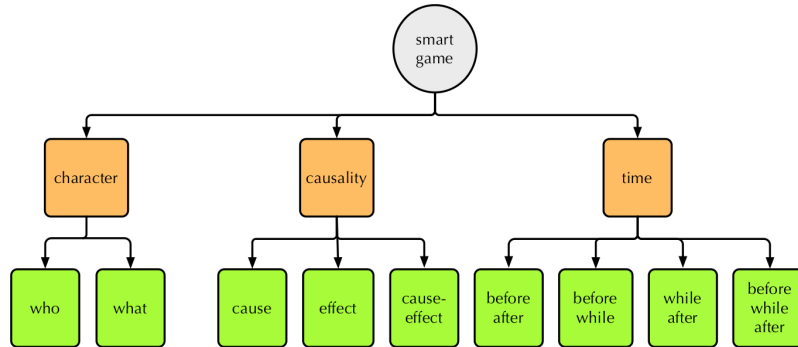 smart
game
character
causality
time
who
what
cause
effect
cause-
effect
before
after
before
while
while
after
before
while
after